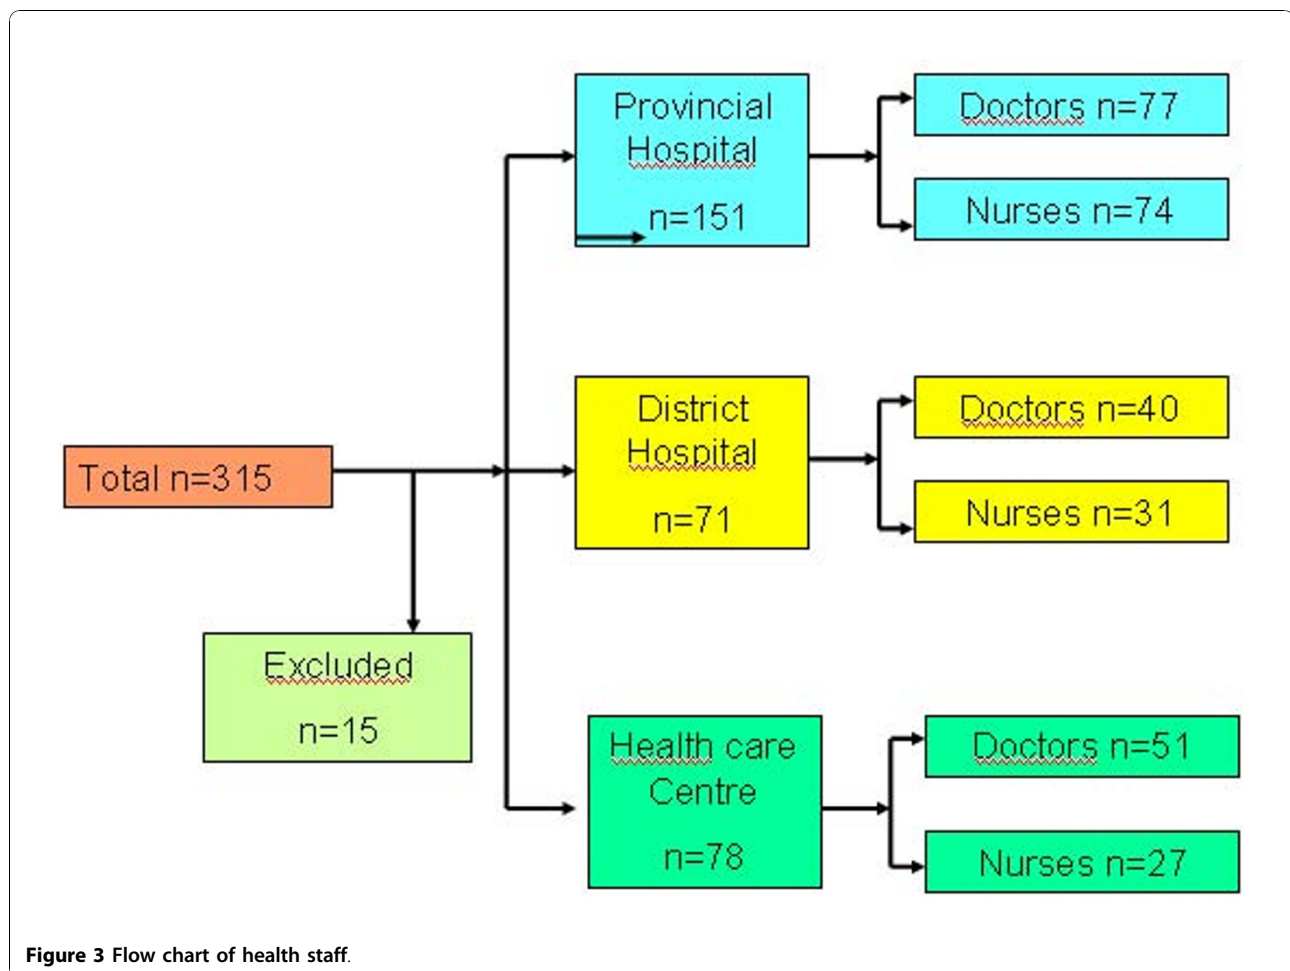 Provincial
Hospital
n=151
Doctors n=77
Nurses n=74
District
Hospital
n=71
Doctors n=40
Nurses n=31
Total n=315
Excluded
n=15
Health care
Centre
n=78
Doctors n=51
Nurses n=27
Figure 3 Flow chart of health staff.